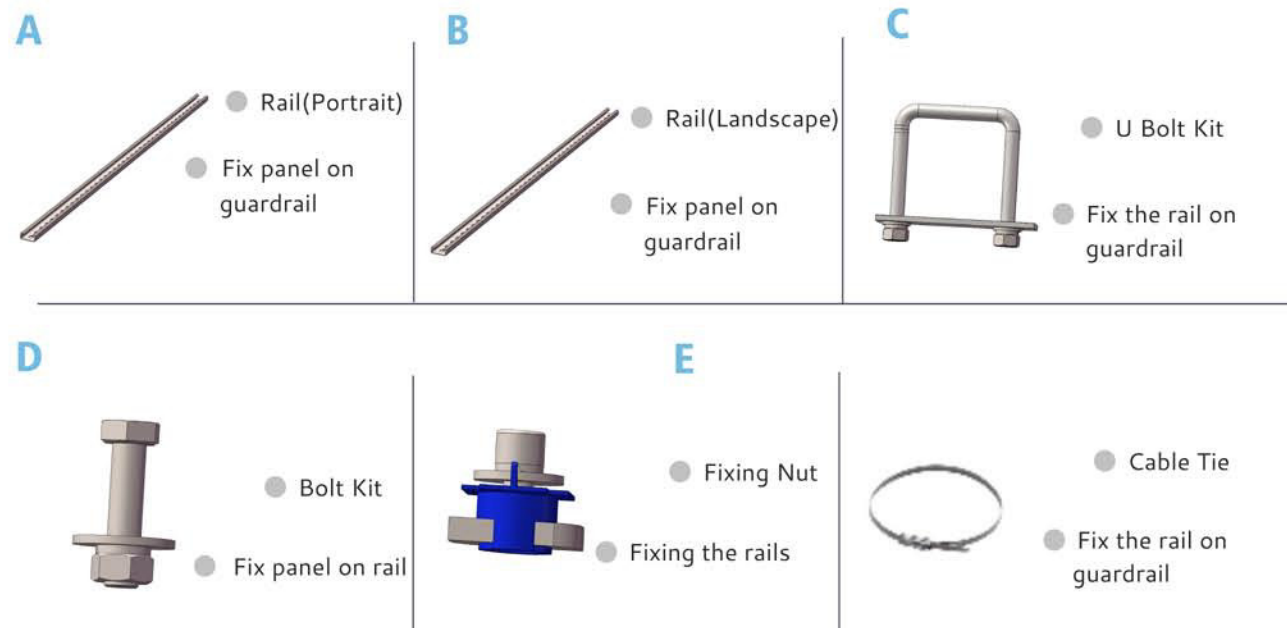 A
Rail(Portrait)
Fix panel on
guardrail
B
Rail(Landscape)
Fix panel on
guardrail
C
U Bolt Kit
Fix the rail on
guardrail
D
Bolt Kit
Fix panel on rail
E
Fixing Nut
Fixing the rails
Cable Tie
Fix the rail on
guardrail